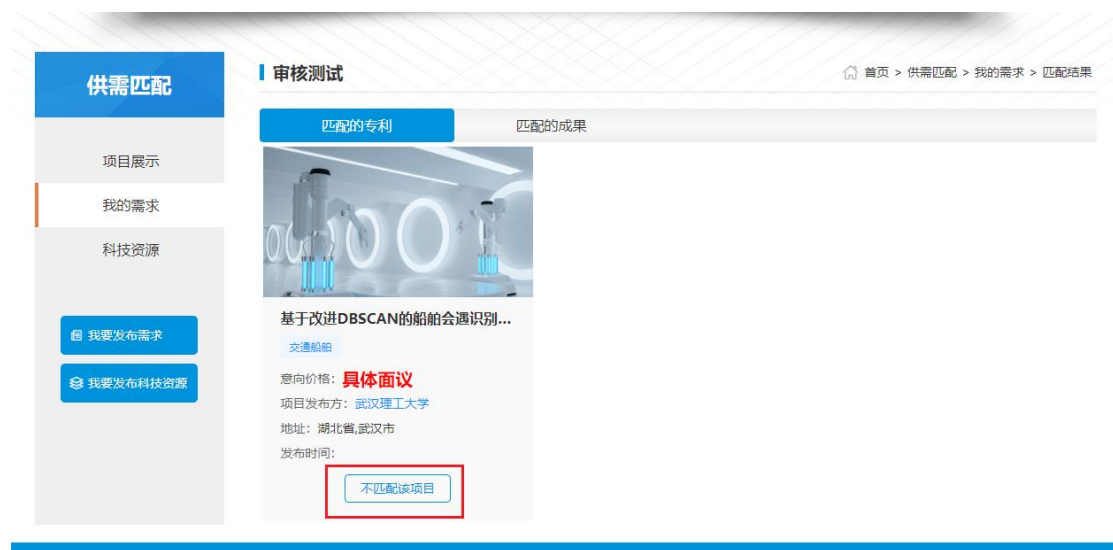 供需匹配
项目展示
我的需求
科技资源
我要发布需求
我要发布科技资源
审核测试
首页 > 供需匹配 > 我的需求 > 匹配结果
匹配的专利
匹配的成果
基于改进DBSCAN的船舶会遇识别...
交通船舶
意向价格：具体面议
项目发布方：武汉理工大学
地址：湖北省,武汉市
发布时间：
不匹配该项目